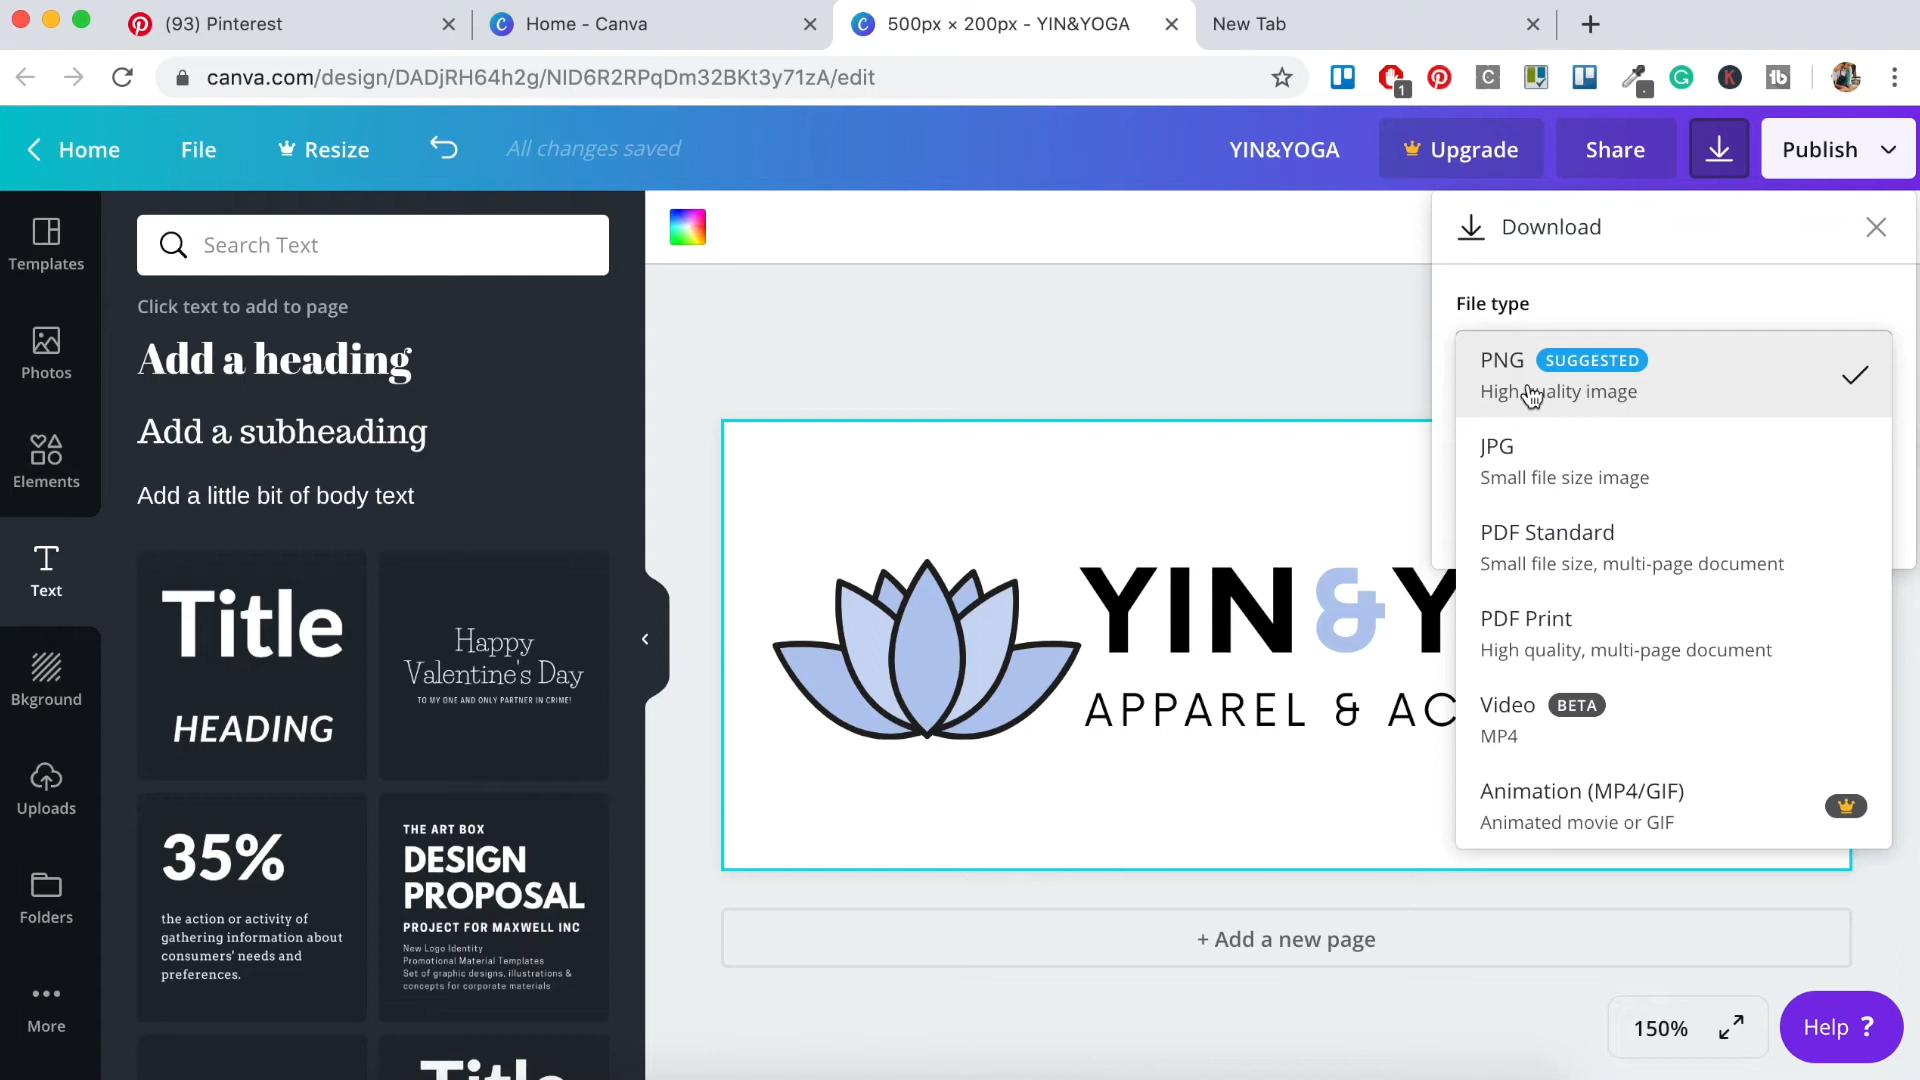 (93) Pinterest
Home - Canva
500px × 200px - YIN&YOGA
New Tab
canva.com/design/DADjRH64h2g/NID6R2RPqDm32BKt3y71zA/edit
1
Home
File
Resize
All changes saved
YIN&YOGA
Upgrade
Share
Publish
Templates
Photos
Elements
Text
Bkground
Uploads
Folders
More
Search Text
Click text to add to page
Add a heading
Add a subheading
Add a little bit of body text
Title
HEADING
Happy
Valentine's Day
TO MY ONE AND ONLY PARTNER IN CRIME!
35%
the action or activity of
gathering information about
consumers' needs and
preferences.
THE ART BOX
DESIGN
PROPOSAL
PROJECT FOR MAXWELL INC
New Logo Identity
Promotional Material Templates
Set of graphic designs, illustrations &
concepts for corporate materials
YIN&Y
APPAREL & AC
+ Add a new page
Download
File type
PNG SUGGESTED
High quality image
JPG
Small file size image
PDF Standard
Small file size, multi-page document
PDF Print
High quality, multi-page document
Video BETA
MP4
Animation (MP4/GIF)
Animated movie or GIF
150%
Help ?